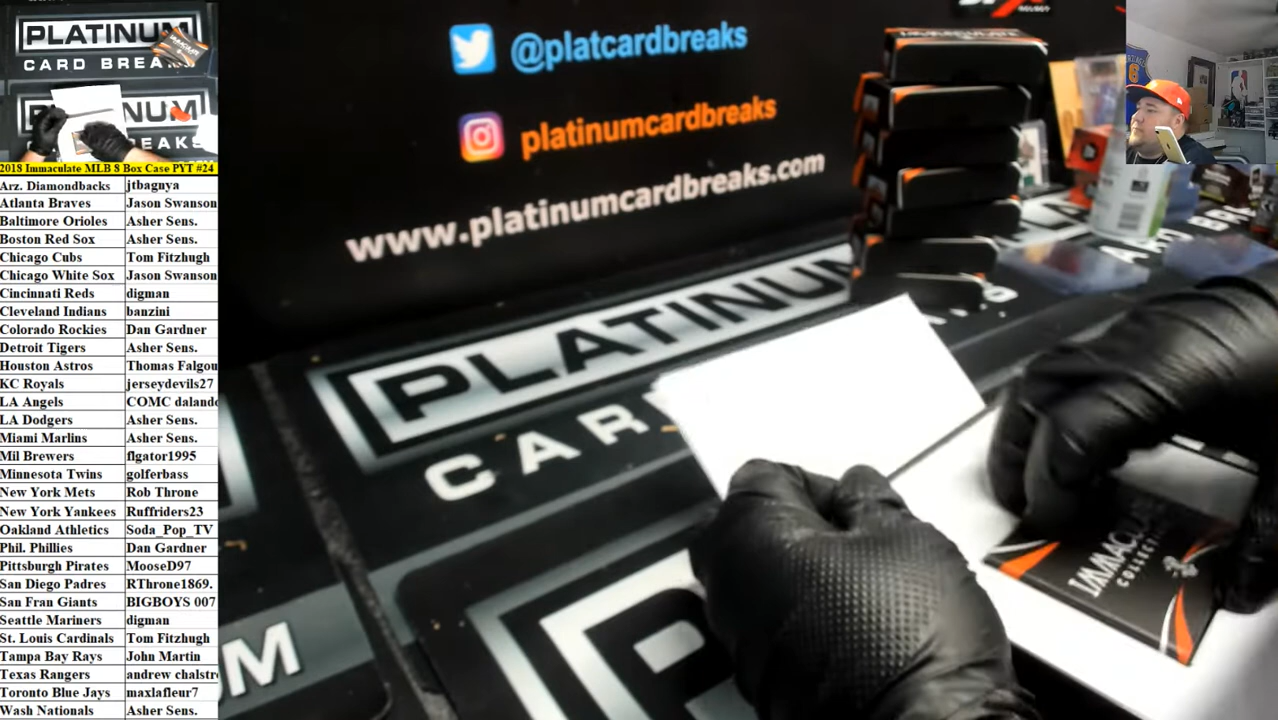 PLATINUM
CARD BREA
@platcardbreaks
platinumcardbreaks
www.platinumcardbreaks.com
PLATINUM
CAR
IMMACULATE
COLLECTION
UM
2018 Immaculate MLB 8 Box Case PYT #24
Arz. Diamondbacks jtbagnya
Atlanta Braves Jason Swanson
Baltimore Orioles Asher Sens.
Boston Red Sox Asher Sens.
Chicago Cubs Tom Fitzhugh
Chicago White Sox Jason Swanson
Cincinnati Reds digman
Cleveland Indians banzini
Colorado Rockies Dan Gardner
Detroit Tigers Asher Sens.
Houston Astros Thomas Falgou
KC Royals jerseydevils27
LA Angels COMC daland
LA Dodgers Asher Sens.
Miami Marlins Asher Sens.
Mil Brewers flgator1995
Minnesota Twins golferbass
New York Mets Rob Throne
New York Yankees Ruffriders23
Oakland Athletics Soda_Pop_TV
Phil. Phillies Dan Gardner
Pittsburgh Pirates MooseD97
San Diego Padres RThrone1869.
San Fran Giants BIGBOYS 007
Seattle Mariners digman
St. Louis Cardinals Tom Fitzhugh
Tampa Bay Rays John Martin
Texas Rangers andrew chalstr
Toronto Blue Jays maxlafleur7
Wash Nationals Asher Sens.